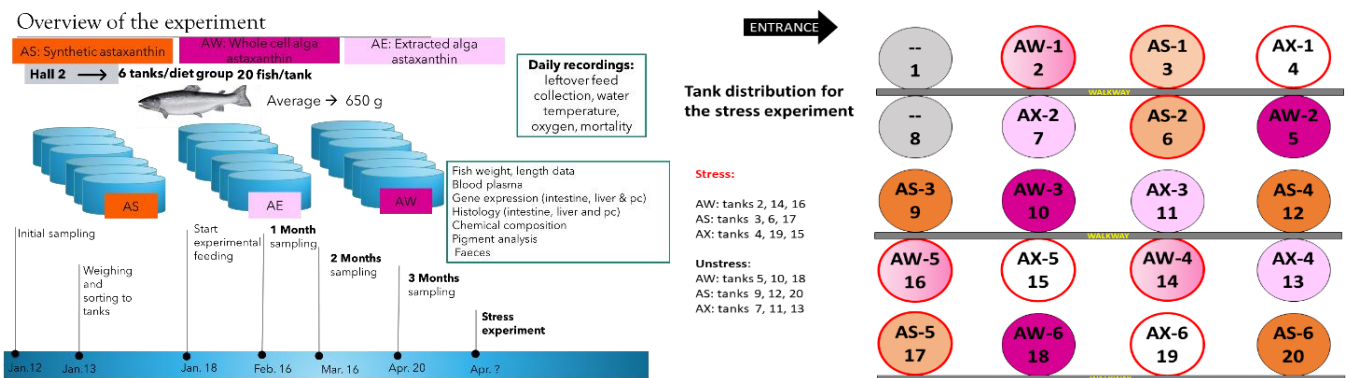 Overview of the experiment
AS: Synthetic astaxanthin
AW: Whole cell alga
astaxanthin
AE: Extracted alga
astaxanthin
Hall 2 → 6 tanks/diet group 20 fish/tank
Average → 650 g
Daily recordings:
leftover feed
collection, water
temperature,
oxygen, mortality
AS
AE
AW
Fish weight, length data
Blood plasma
Gene expression (intestine, liver & pc)
Histology (intestine, liver and pc)
Chemical composition
Pigment analysis
Faeces
Initial sampling
Weighing
and
sorting to
tanks
Start
experimental
feeding
1 Month
sampling
2 Months
sampling
3 Months
sampling
Stress
experiment
Jan.12
Jan.13
Jan. 18
Feb. 16
Mar. 16
Apr. 20
Apr. ?
ENTRANCE
Tank distribution for
the stress experiment
Stress:
AW: tanks 2, 14, 16
AS: tanks 3, 6, 17
AX: tanks 4, 19, 15
Unstress:
AW: tanks 5, 10, 18
AS: tanks 9, 12, 20
AX: tanks 7, 11, 13
--
1
AW-1
2
AS-1
3
AX-1
4
WALKWAY
--
8
AX-2
7
AS-2
6
AW-2
5
AS-3
9
AW-3
10
AX-3
11
AS-4
12
WALKWAY
AW-5
16
AX-5
15
AW-4
14
AX-4
13
AS-5
17
AW-6
18
AX-6
19
AS-6
20
WALKWAY